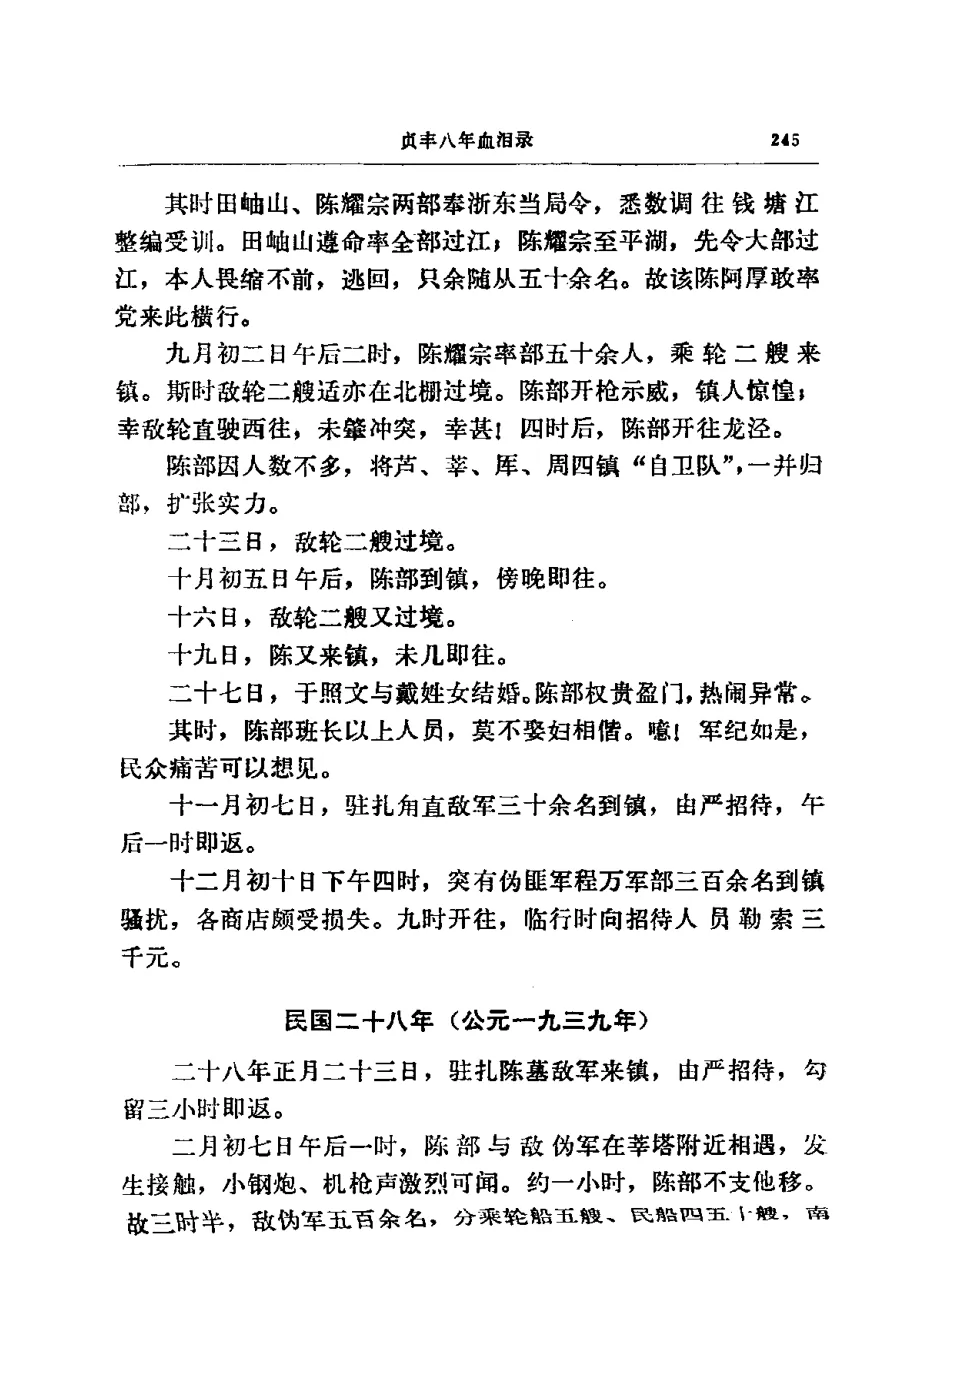 贞丰八年血泪录 245
其时田岫山、陈耀宗两部奉浙东当局令，悉数调往钱塘江
整编受训。田岫山遵命率全部过江；陈耀宗至平湖，先令大部过
江，本人畏缩不前，逃回，只余随从五十余名。故该陈阿厚敢率
党来此横行。
九月初二日午后二时，陈耀宗率部五十余人，乘轮二艘来
镇。斯时敌轮二艘适亦在北栅过境。陈部开枪示威，镇人惊惶；
幸敌轮直驶西往，未肇冲突，幸甚！四时后，陈部开往龙泾。
陈部因人数不多，将芦、莘、厍、周四镇“自卫队”，一并归
部，扩张实力。
二十三日，敌轮二艘过境。
十月初五日午后，陈部到镇，傍晚即往。
十六日，敌轮二艘又过境。
十九日，陈又来镇，未几即往。
二十七日，于照文与戴姓女结婚。陈部权贵盈门，热闹异常。
其时，陈部班长以上人员，莫不娶妇相偕。噫！军纪如是，
民众痛苦可以想见。
十一月初七日，驻扎甪直敌军三十余名到镇，由严招待，午
后一时即返。
十二月初十日下午四时，突有伪匪军程万军部三百余名到镇
骚扰，各商店颇受损失。九时开往，临行时向招待人员勒索三
千元。
民国二十八年（公元一九三九年）
二十八年正月二十三日，驻扎陈墓敌军来镇，由严招待，勾
留三小时即返。
二月初七日午后一时，陈部与敌伪军在莘塔附近相遇，发
生接触，小钢炮、机枪声激烈可闻。约一小时，陈部不支他移。
故三时半，敌伪军五百余名，分乘轮船五艘、民船四五十艘，南